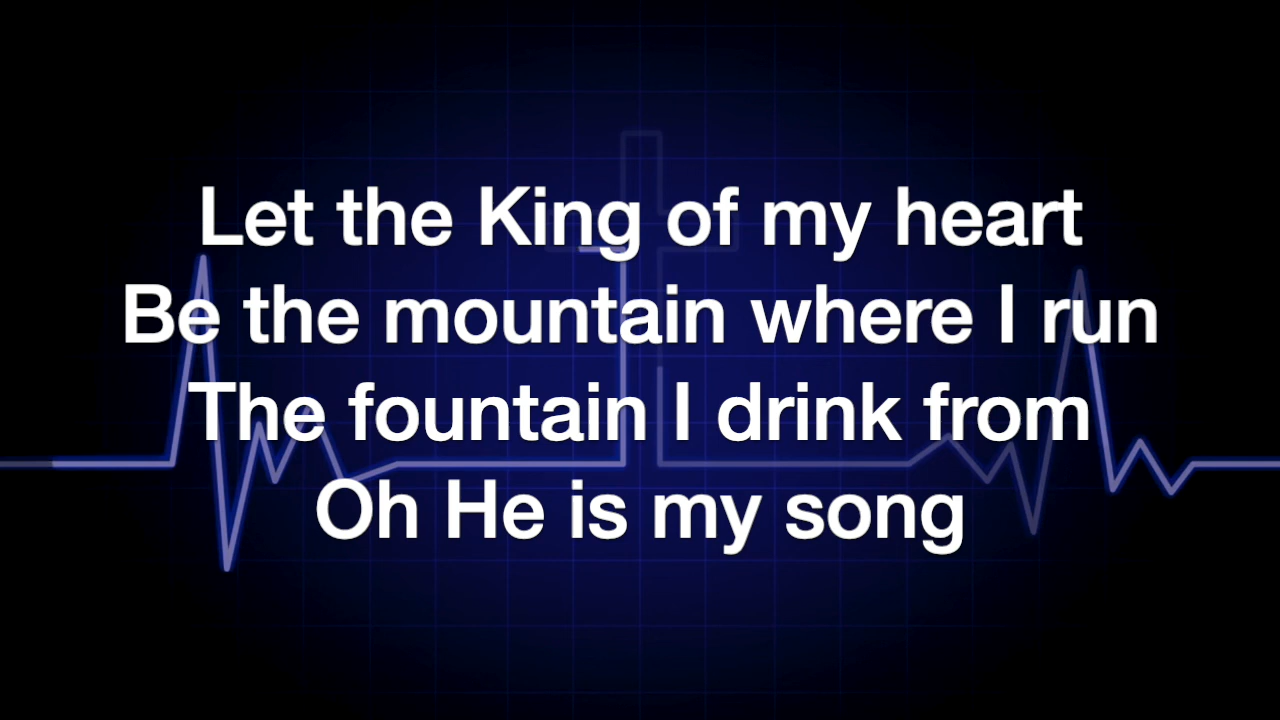 Let the King of my heart
Be the mountain where I run
The fountain I drink from
Oh He is my song